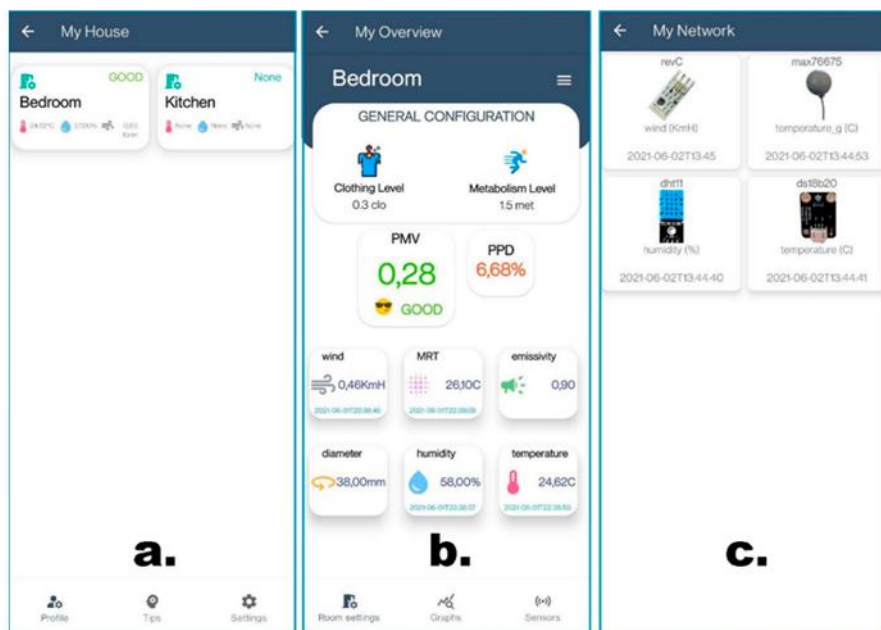 My House
GOOD
Bedroom
None
Kitchen
None
None
None
a.
Profile
Tips
Settings
My Overview
Bedroom
GENERAL CONFIGURATION
Clothing Level
0.3 clo
Metabolism Level
1.5 met
PMV
0,28
GOOD
PPD
6,68%
wind
0,46KmH
MRT
26,10C
emissivity
0,90
diameter
38,00mm
humidity
58,00%
temperature
24,62C
b.
Room settings
Graphs
Sensors
My Network
revC
wind (KmH)
2021-06-02T13:45
max76675
temporature_g (C)
2021-06-02T13:44:53
dht11
humidity (%)
2021-06-02T13:44:40
ds18b20
temperature (C)
2021-06-02T13:44:41
c.